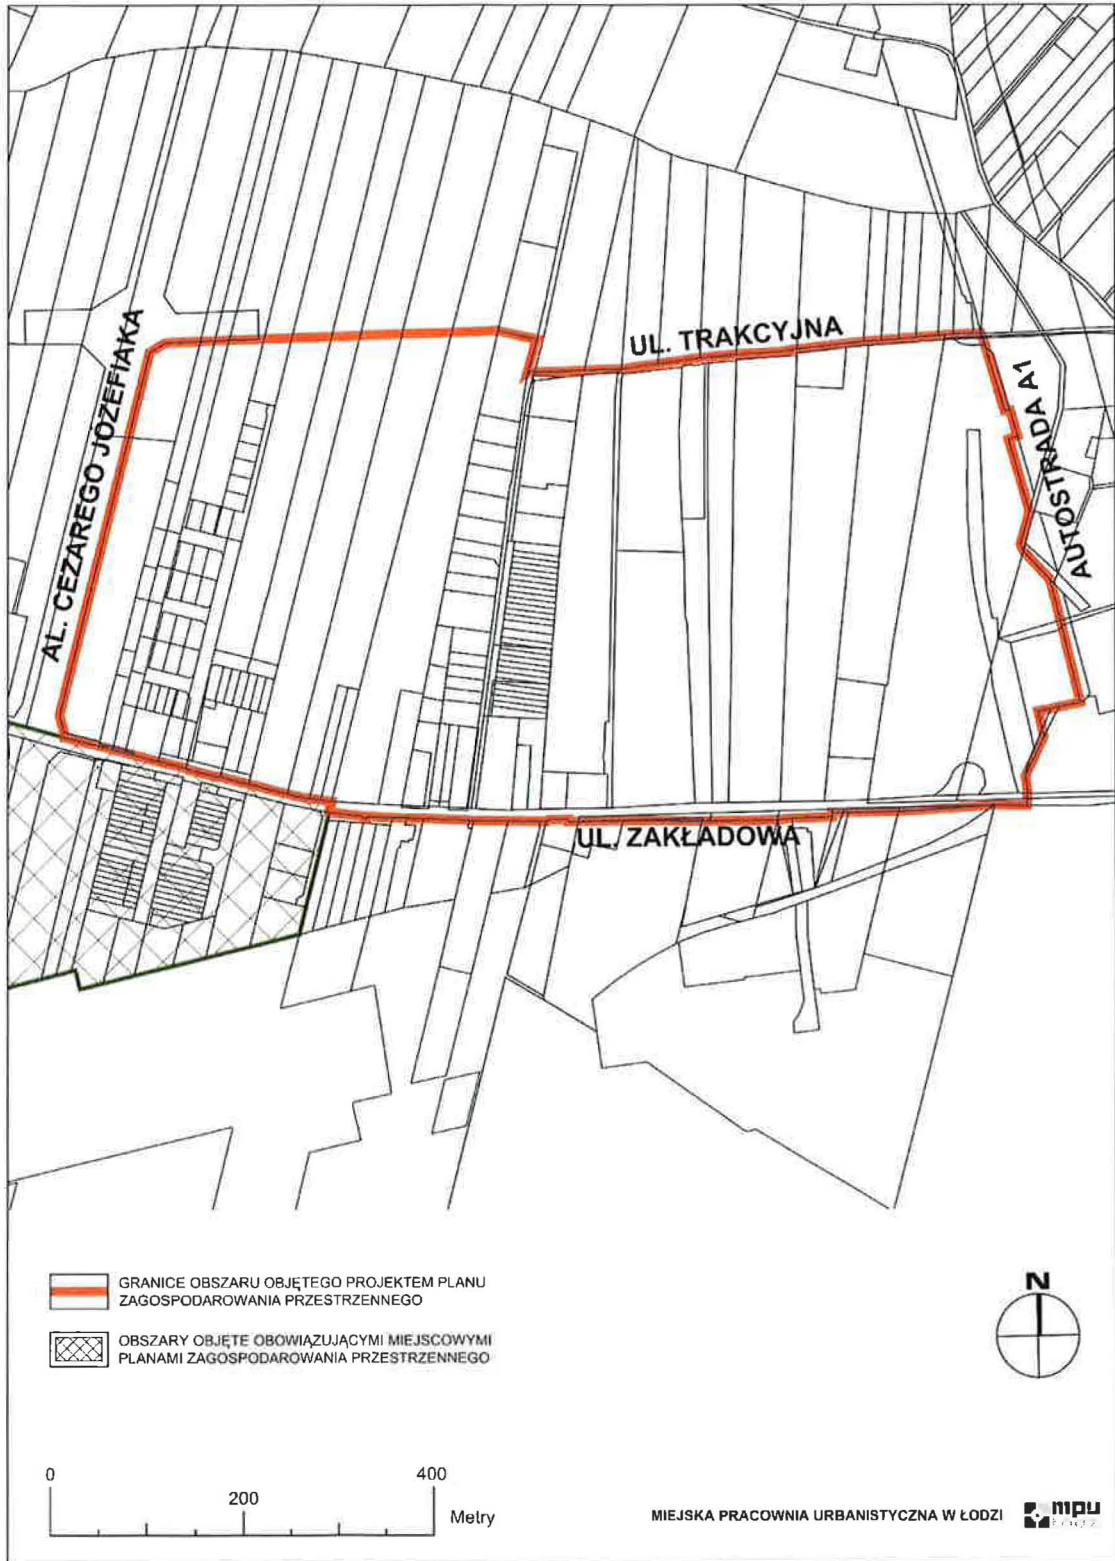 UL. TRAKCYJNA
AL. CEZAREGO JÓZEFIAKA
AUTOSTRADA A1
UL. ZAKŁADOWA
GRANICE OBSZARU OBJĘTEGO PROJEKTEM PLANU
ZAGOSPODAROWANIA PRZESTRZENNEGO
OBSZARY OBJĘTE OBOWIĄZUJĄCYMI MIEJSCOWYMI
PLANAMI ZAGOSPODAROWANIA PRZESTRZENNEGO
N
0
200
400
Metry
MIEJSKA PRACOWNIA URBANISTYCZNA W ŁODZI
mpu